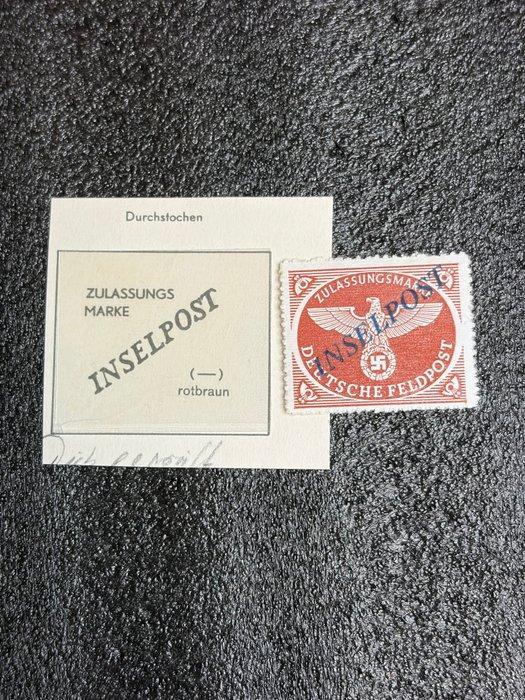 Durchstochen
ZULASSUNGS
MARKE
INSELPOST
(—)
rotbraun
ZULASSUNGSMARKE
INSELPOST
DEUTSCHE FELDPOST